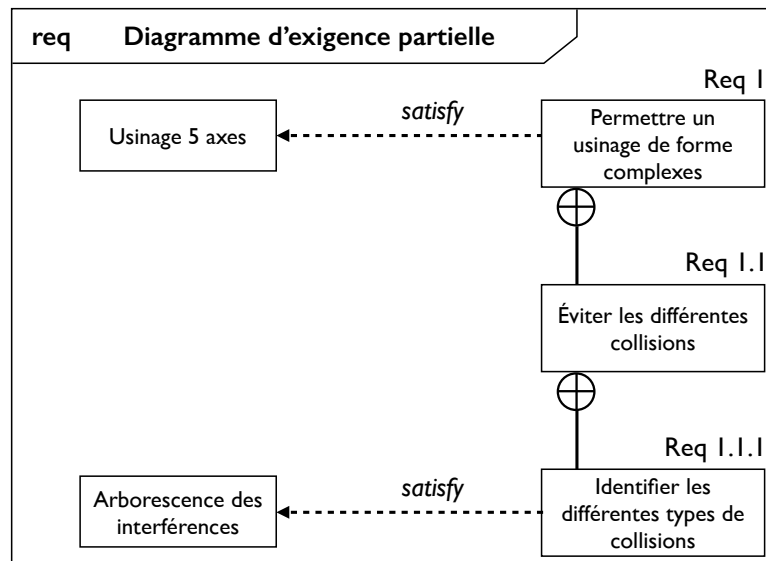 req Diagramme d'exigence partielle
Req 1
Usinage 5 axes
satisfy
Permettre un
usinage de forme
complexes
Req 1.1
Éviter les différentes
collisions
Req 1.1.1
Arborescence des
interférences
satisfy
Identifier les
différentes types de
collisions